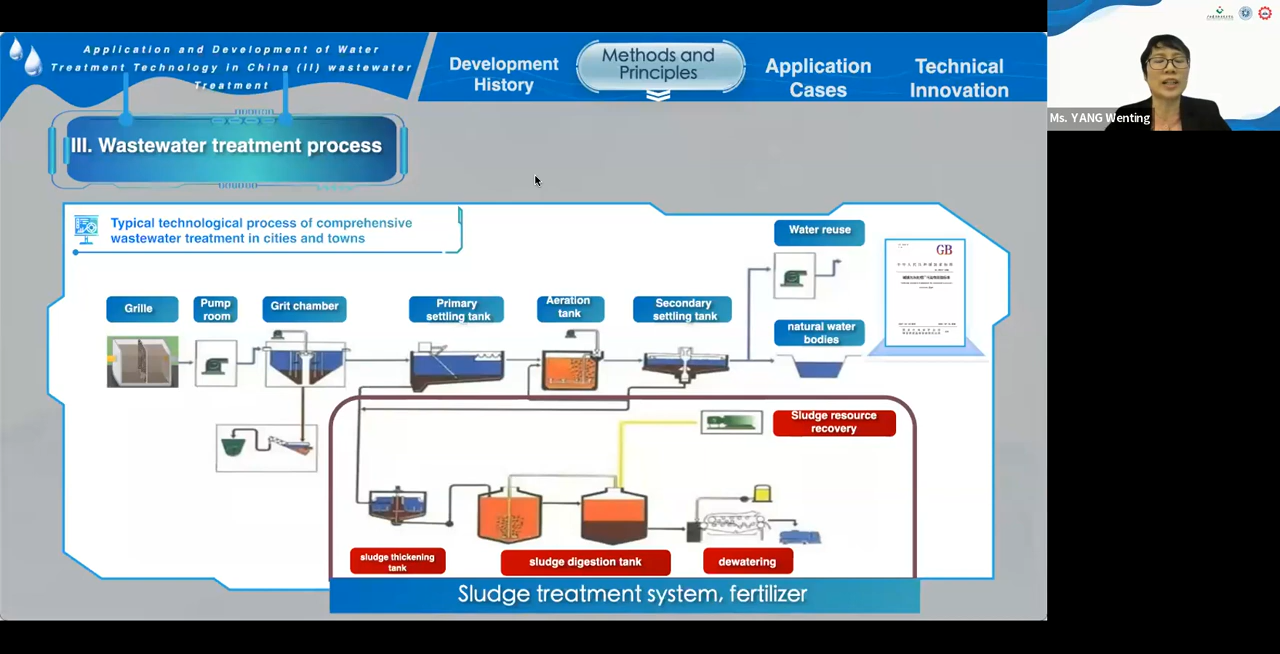 Application and Development of Water
Treatment Technology in China (II) wastewater
Treatment
Development
History
Methods and
Principles
Application
Cases
Technical
Innovation
Ms. YANG Wenting
III. Wastewater treatment process
Typical technological process of comprehensive
wastewater treatment in cities and towns
Water reuse
GB
Grille
Pump
room
Grit chamber
Primary
settling tank
Aeration
tank
Secondary
settling tank
natural water
bodies
Sludge resource
recovery
sludge thickening
tank
sludge digestion tank
dewatering
Sludge treatment system, fertilizer